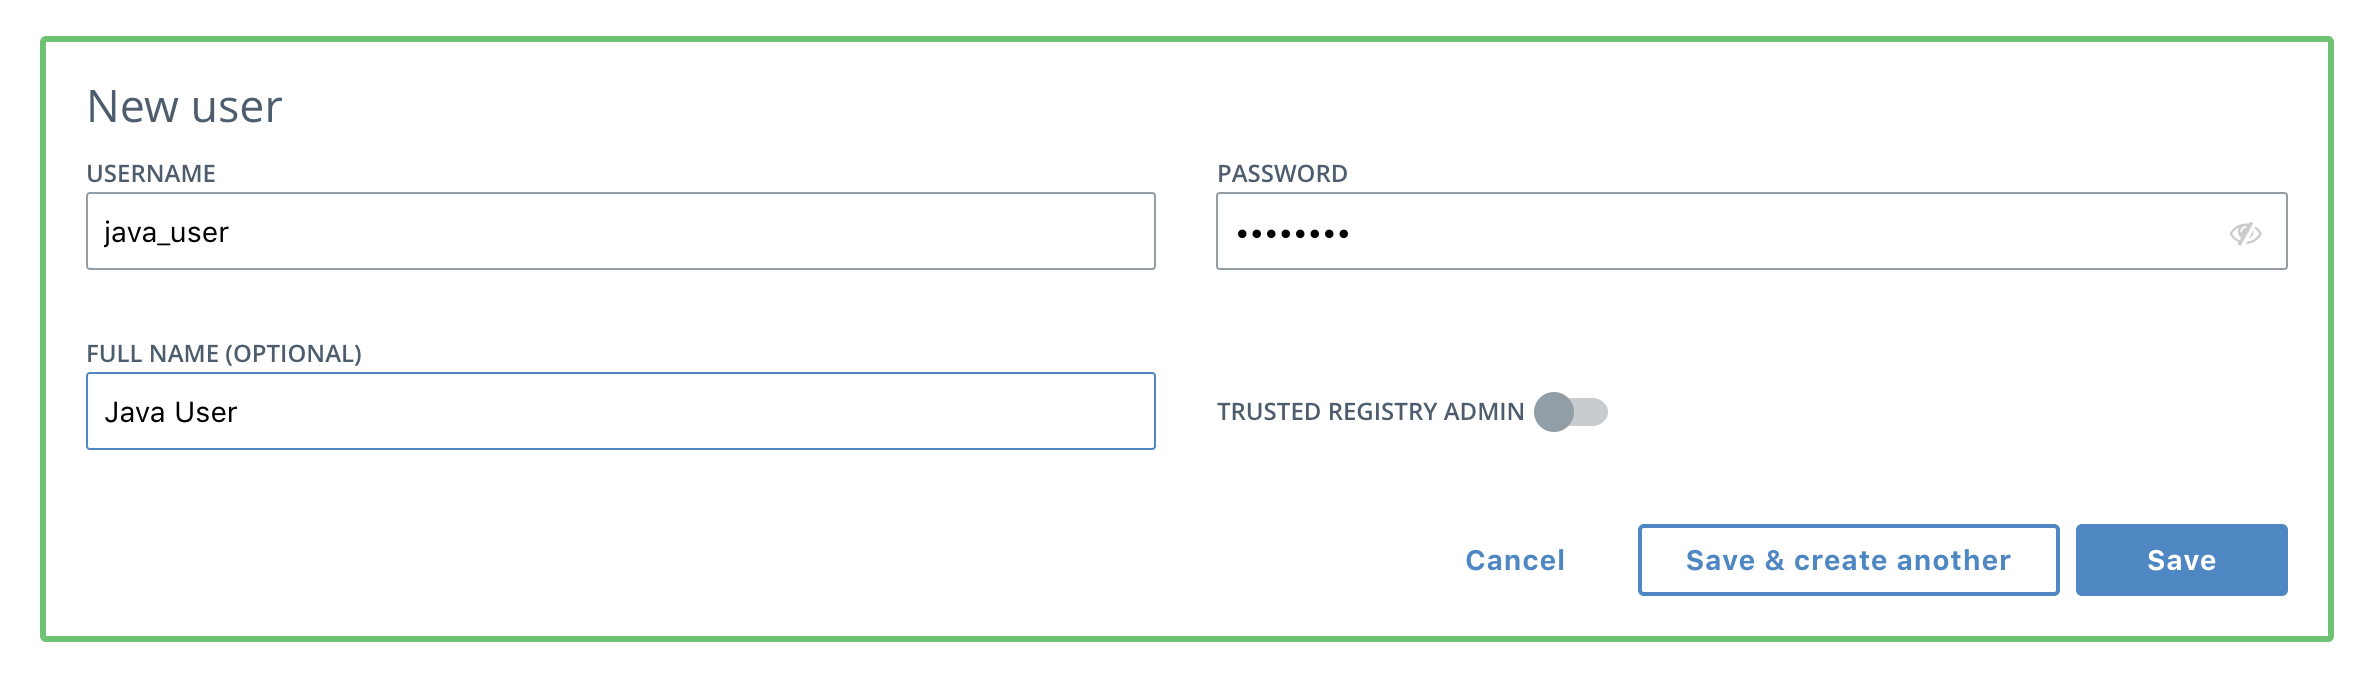 New user
USERNAME
PASSWORD
java_user
••••••••
FULL NAME (OPTIONAL)
Java User
TRUSTED REGISTRY ADMIN
Cancel
Save & create another
Save